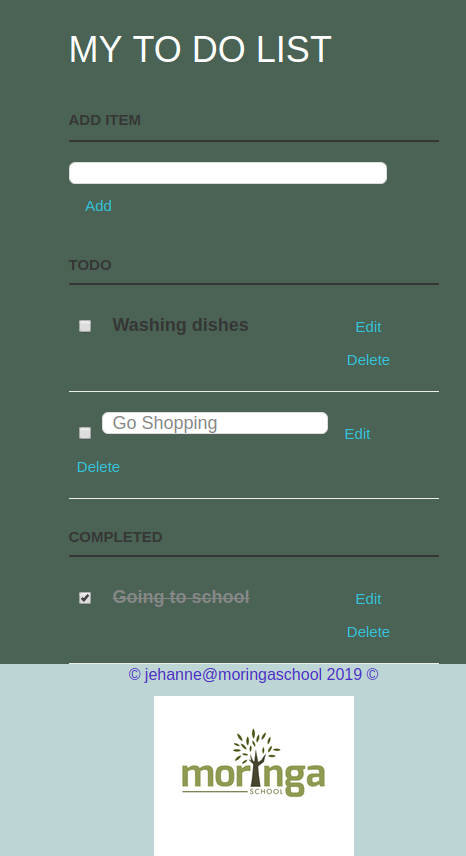 MY TO DO LIST
ADD ITEM
Add
TODO
Washing dishes
Edit
Delete
Go Shopping
Edit
Delete
COMPLETED
Going to school
Edit
Delete
© jehanne@moringaschool 2019 ©
moringa
SCHOOL